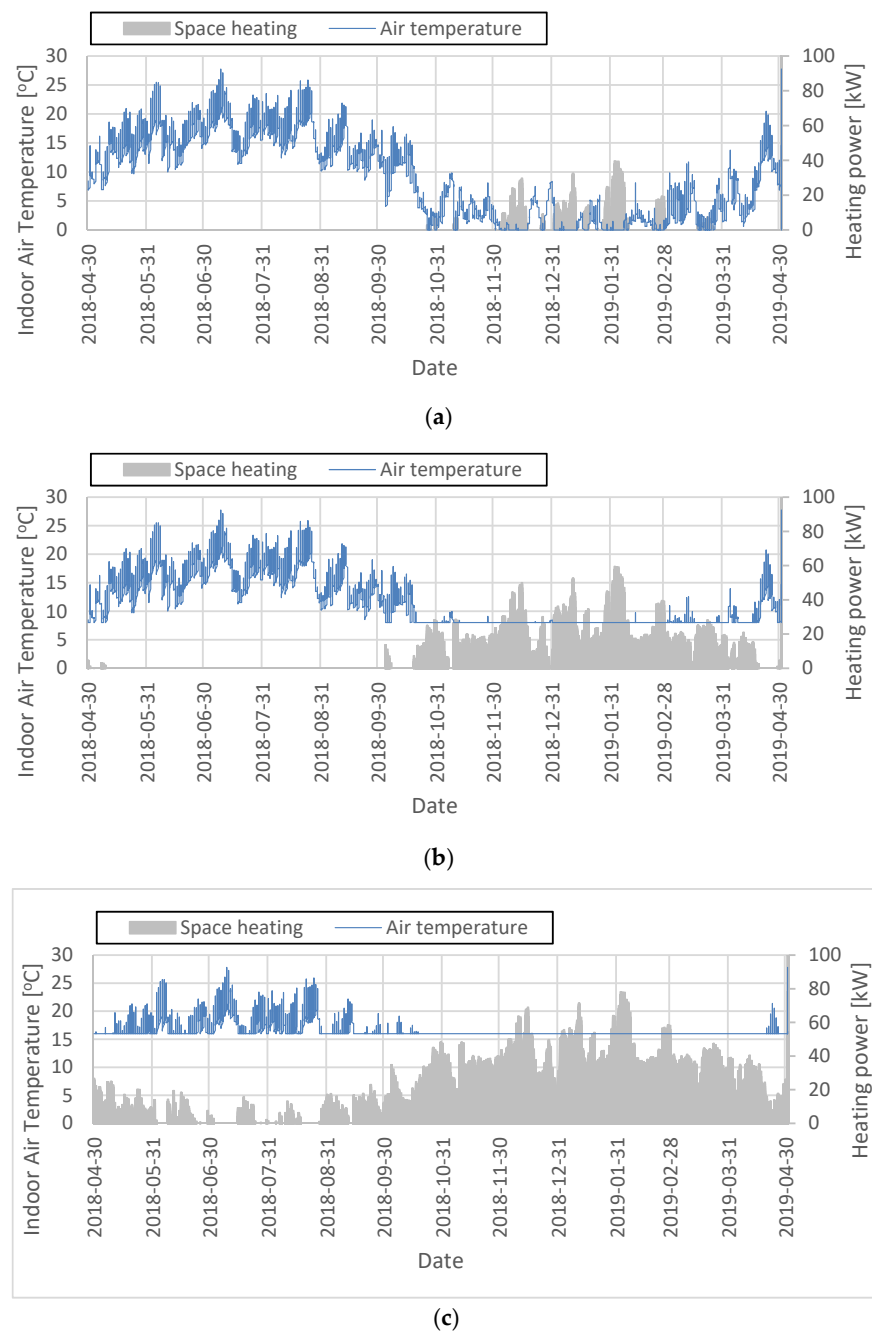 Space heating Air temperature
30 100
25 80
20
15 60
10 40
5 20
0 0
Indoor Air Temperature [°C]
Heating power [kW]
2018-04-30 2018-05-31 2018-06-30 2018-07-31 2018-08-31 2018-09-30 2018-10-31 2018-11-30 2018-12-31 2019-01-31 2019-02-28 2019-03-31 2019-04-30
Date
(a)
Space heating Air temperature
30 100
25 80
20
15 60
10 40
5 20
0 0
Indoor Air Temperature [°C]
Heating power [kW]
2018-04-30 2018-05-31 2018-06-30 2018-07-31 2018-08-31 2018-09-30 2018-10-31 2018-11-30 2018-12-31 2019-01-31 2019-02-28 2019-03-31 2019-04-30
Date
(b)
Space heating Air temperature
30 100
25 80
20
15 60
10 40
5 20
0 0
Indoor Air Temperature [°C]
Heating power [kW]
2018-04-30 2018-05-31 2018-06-30 2018-07-31 2018-08-31 2018-09-30 2018-10-31 2018-11-30 2018-12-31 2019-01-31 2019-02-28 2019-03-31 2019-04-30
Date
(c)